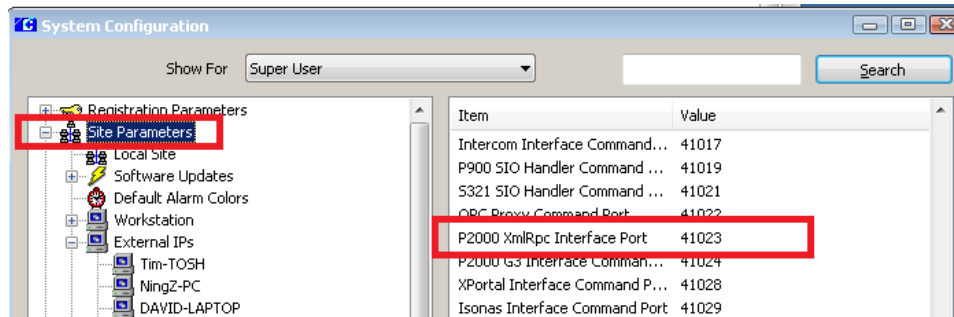 System Configuration
Show For Super User Search
Registration Parameters
Site Parameters
Local Site
Software Updates
Default Alarm Colors
Workstation
External IPs
Tim-TOSH
NingZ-PC
DAVID-LAPTOP
Item Value
Intercom Interface Command... 41017
P900 SIO Handler Command ... 41019
S321 SIO Handler Command ... 41021
OPC Proxy Command Port 41022
P2000 XmlRpc Interface Port 41023
P2000 G3 Interface Comman... 41024
XPortal Interface Command P... 41028
Isonas Interface Command Port 41029